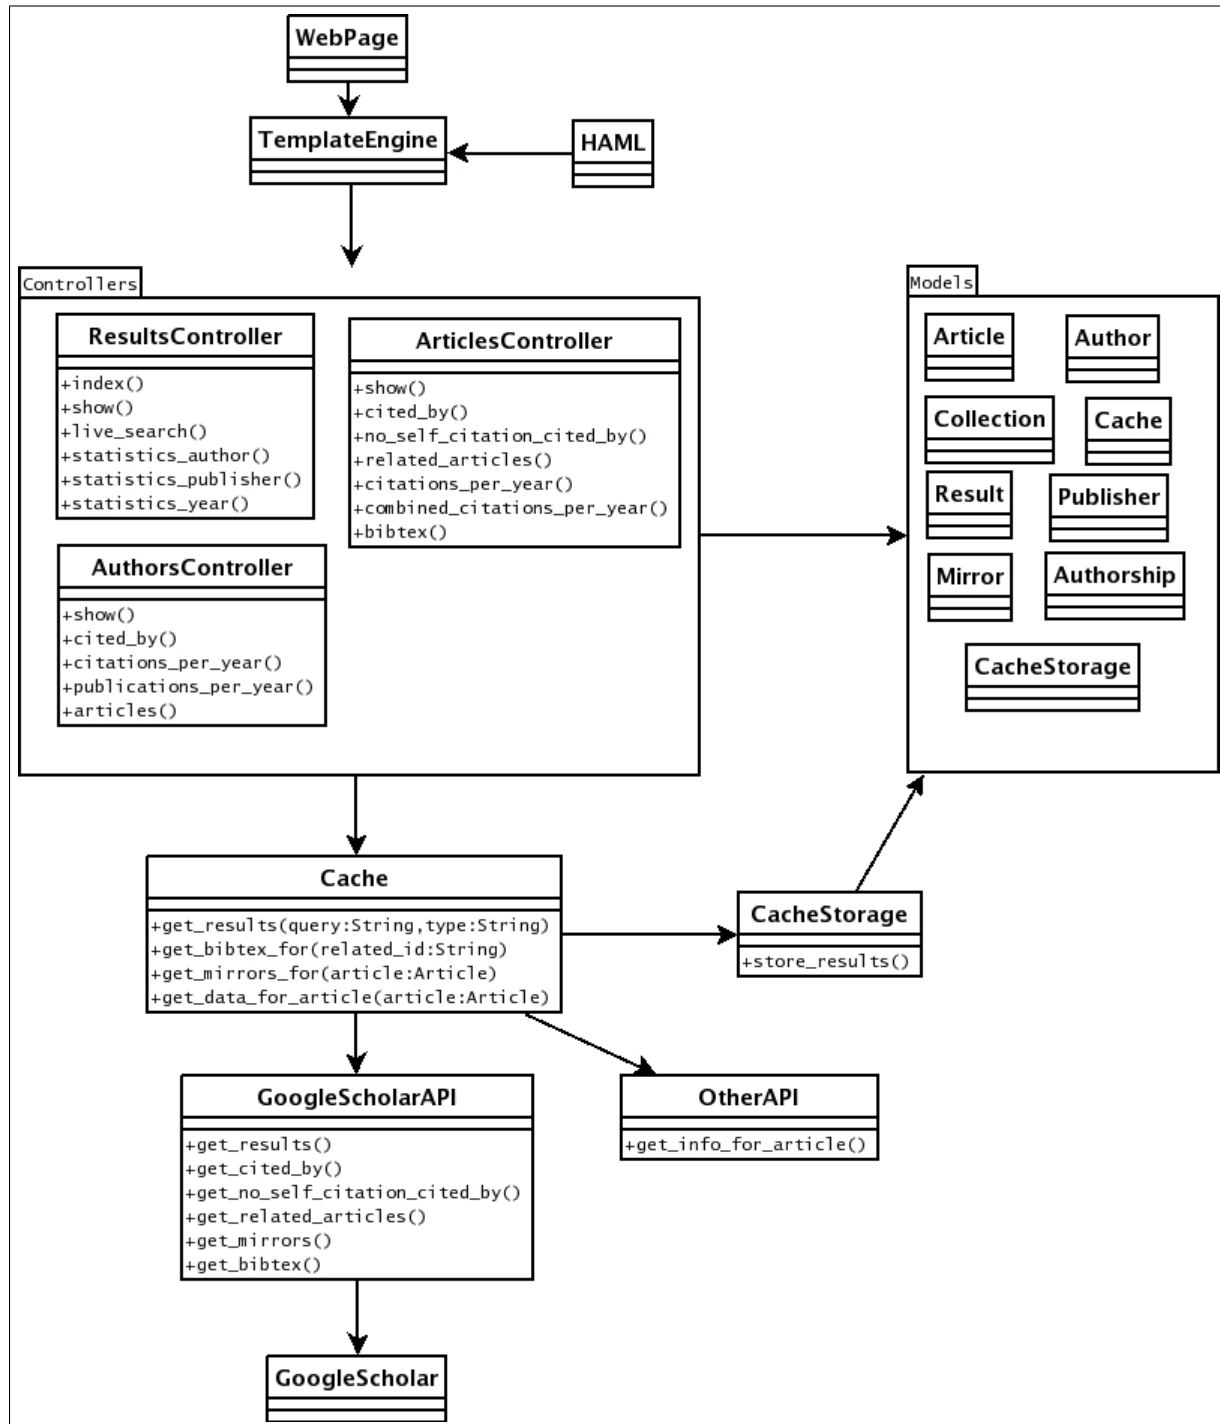 WebPage
TemplateEngine
HAML
Controllers
ResultsController
+index()
+show()
+live_search()
+statistics_author()
+statistics_publisher()
+statistics_year()
ArticlesController
+show()
+cited_by()
+no_self_citation_cited_by()
+related_articles()
+citations_per_year()
+combined_citations_per_year()
+bibtex()
AuthorsController
+show()
+cited_by()
+citations_per_year()
+publications_per_year()
+articles()
Models
Article
Author
Collection
Cache
Result
Publisher
Mirror
Authorship
CacheStorage
Cache
+get_results(query:String,type:String)
+get_bibtex_for(related_id:String)
+get_mirrors_for(article:Article)
+get_data_for_article(article:Article)
CacheStorage
+store_results()
GoogleScholarAPI
+get_results()
+get_cited_by()
+get_no_self_citation_cited_by()
+get_related_articles()
+get_mirrors()
+get_bibtex()
OtherAPI
+get_info_for_article()
GoogleScholar